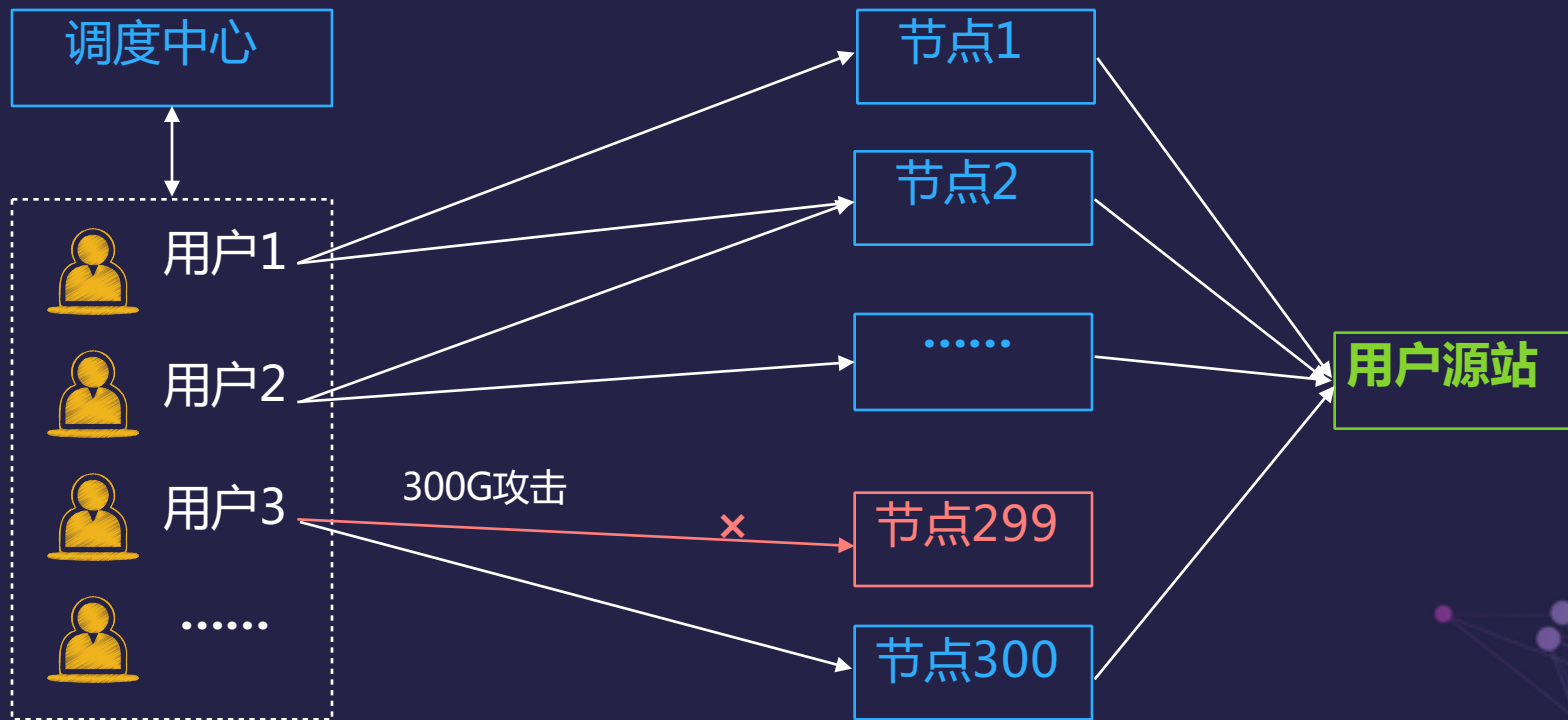 调度中心
用户1
用户2
用户3
......
300G攻击
×
节点1
节点2
......
节点299
节点300
用户源站